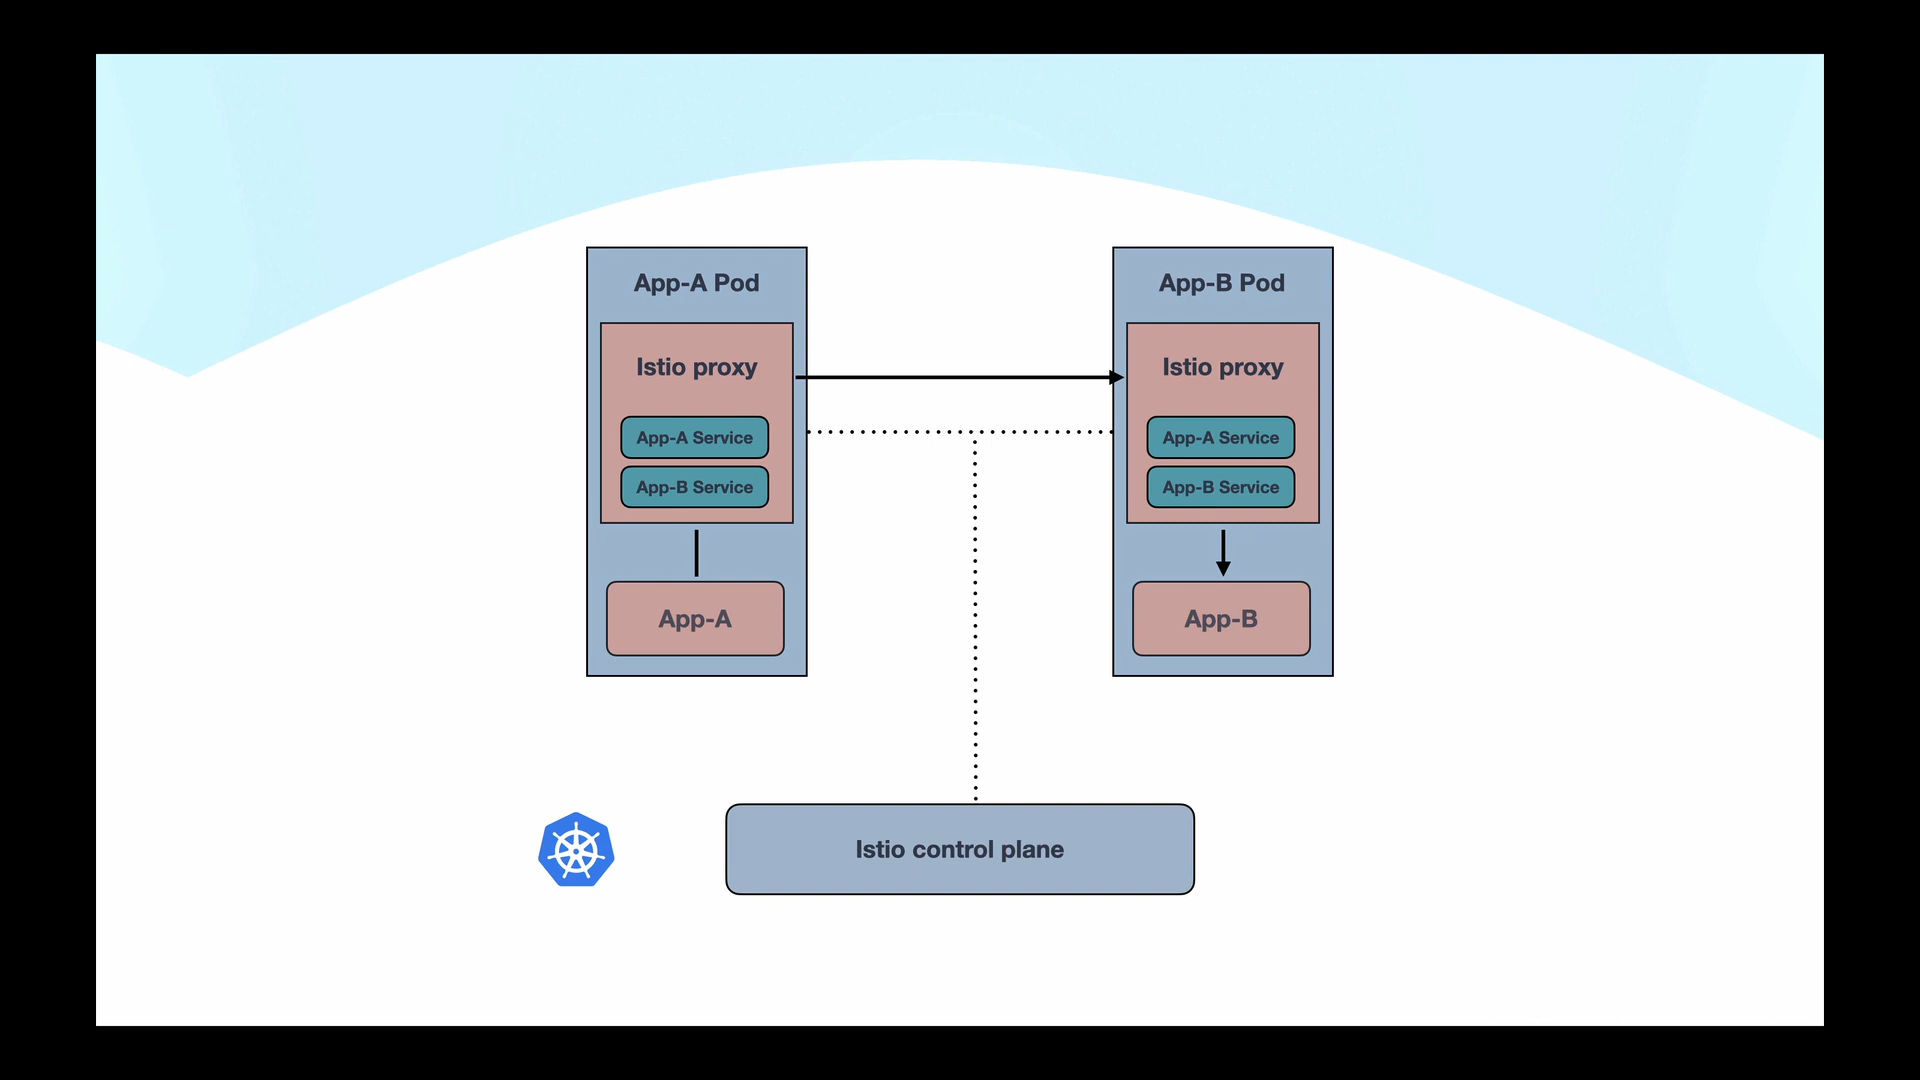 App-A Pod
Istio proxy
App-A Service
App-B Service
App-A
App-B Pod
Istio proxy
App-A Service
App-B Service
App-B
Istio control plane